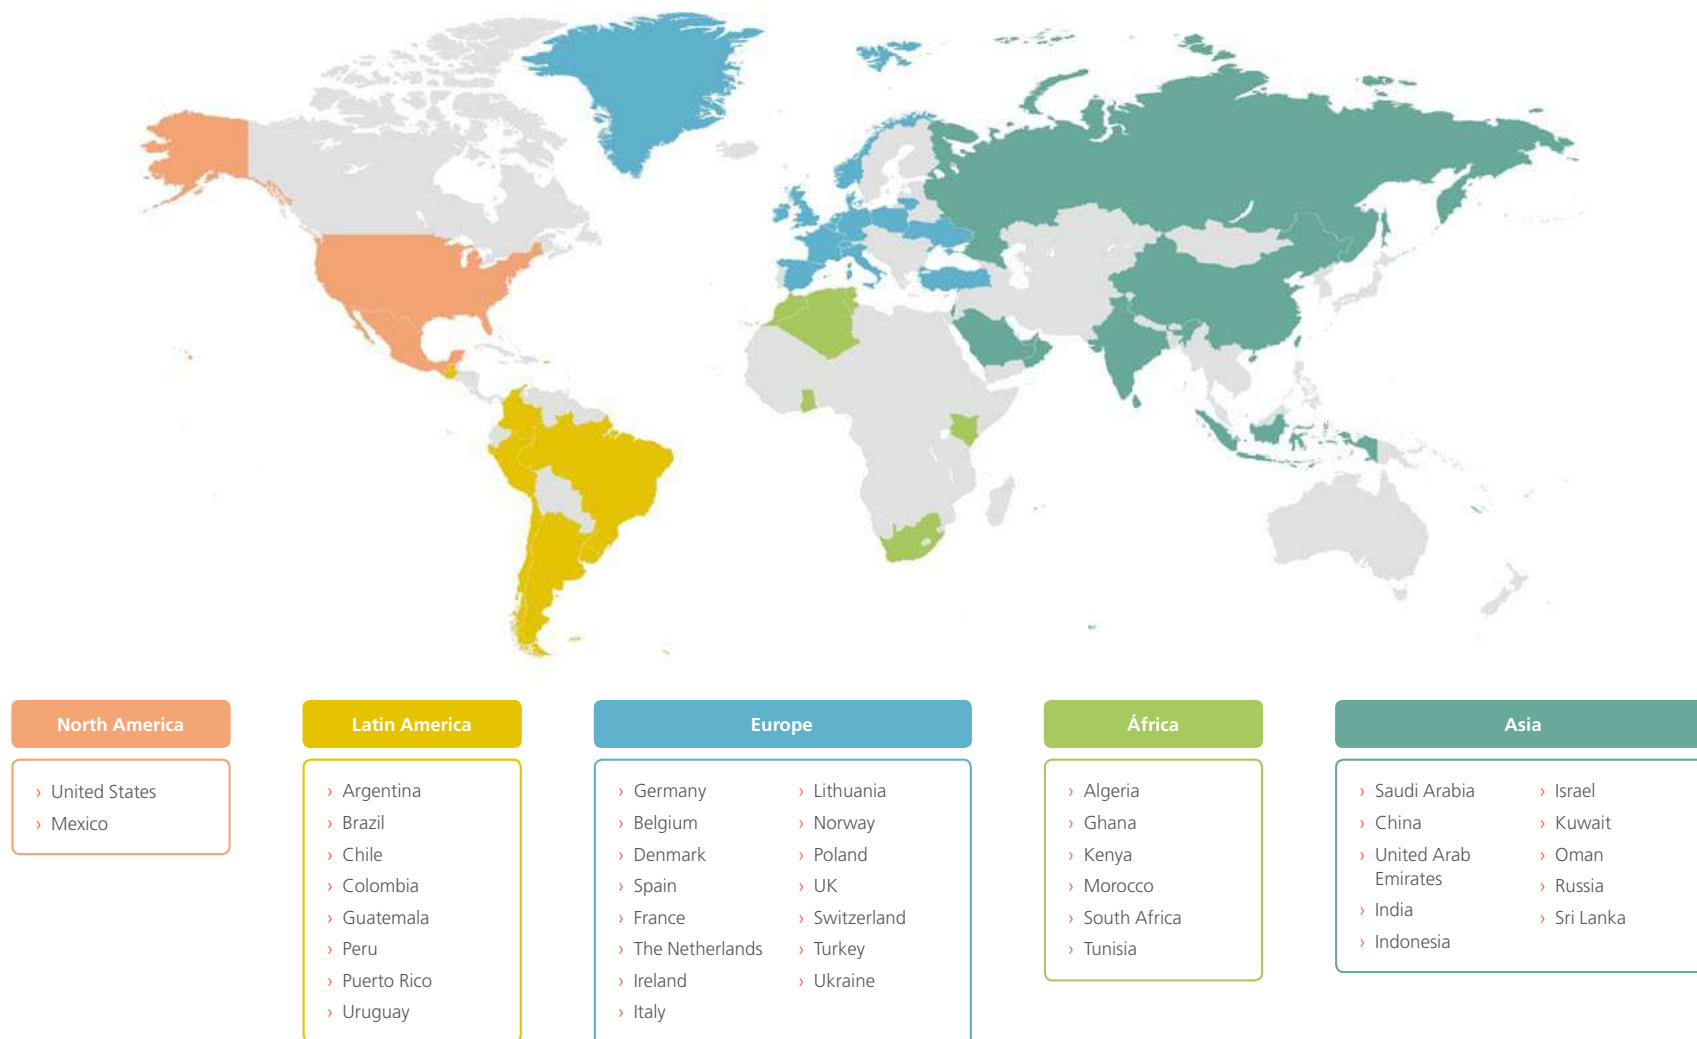 North America
› United States
› Mexico
Latin America
› Argentina
› Brazil
› Chile
› Colombia
› Guatemala
› Peru
› Puerto Rico
› Uruguay
Europe
› Germany
› Belgium
› Denmark
› Spain
› France
› The Netherlands
› Ireland
› Italy
› Lithuania
› Norway
› Poland
› UK
› Switzerland
› Turkey
› Ukraine
África
› Algeria
› Ghana
› Kenya
› Morocco
› South Africa
› Tunisia
Asia
› Saudi Arabia
› China
› United Arab
Emirates
› India
› Indonesia
› Israel
› Kuwait
› Oman
› Russia
› Sri Lanka